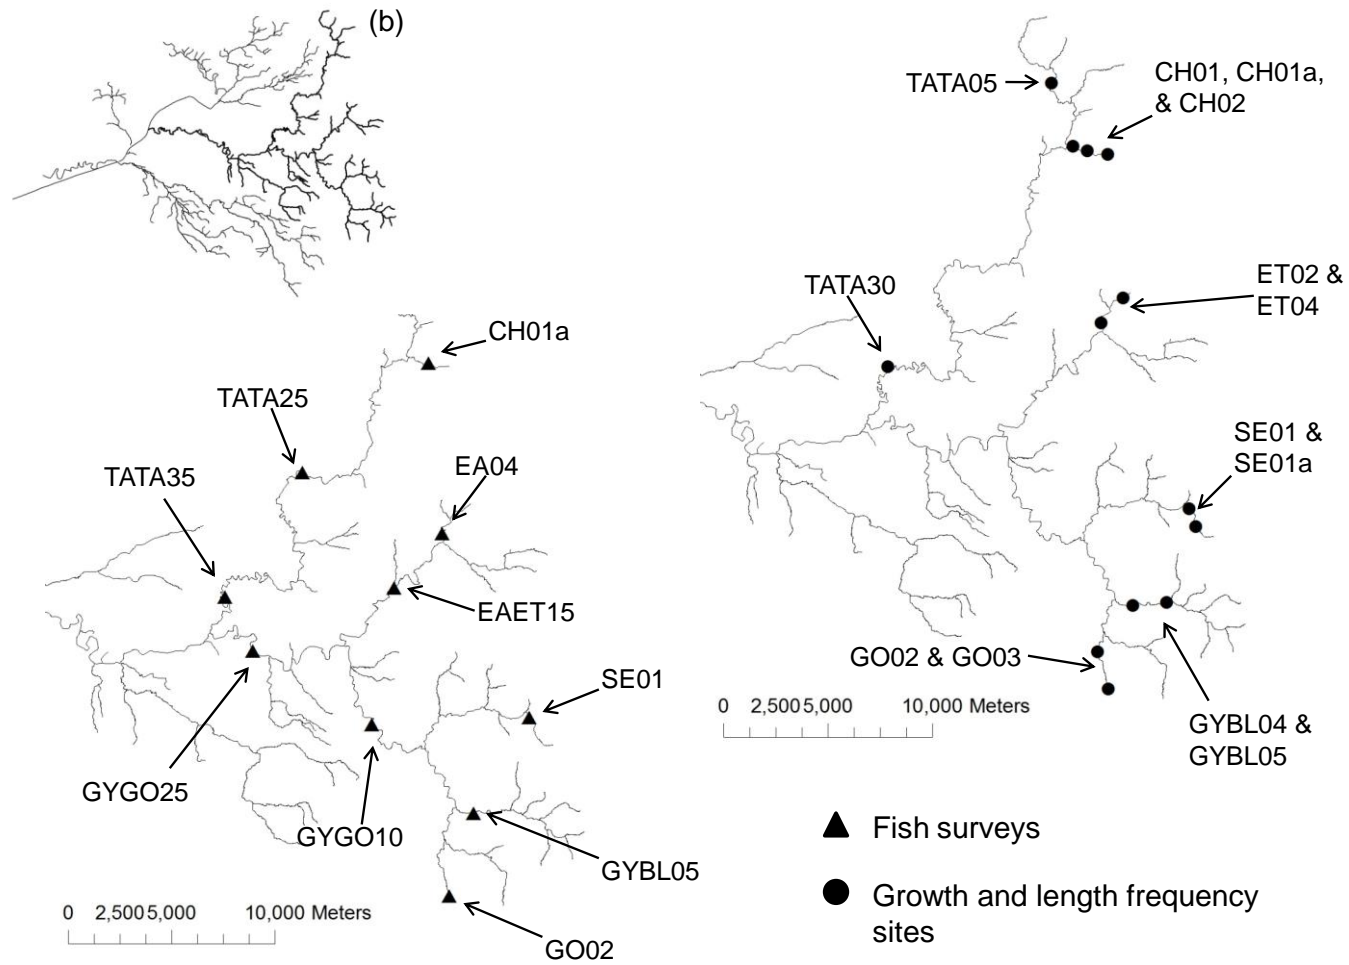 (b)
TATA05
CH01, CH01a,
& CH02
TATA30
ET02 &
ET04
SE01 &
SE01a
GO02 & GO03
GYBL04 &
GYBL05
0 2,500 5,000 10,000 Meters
CH01a
TATA25
EA04
TATA35
EAET15
SE01
GYGO25
GYGO10
GYBL05
GO02
0 2,500 5,000 10,000 Meters
Fish surveys
Growth and length frequency
sites